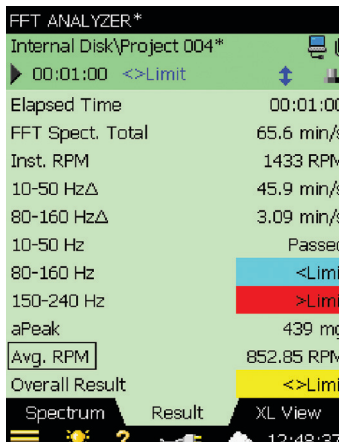 FFT ANALYZER*
Internal Disk\Project 004*
00:01:00 <>Limit
Elapsed Time 00:01:00
FFT Spect. Total 65.6 min/s
Inst. RPM 1433 RPM
10-50 Hz∆ 45.9 min/s
80-160 Hz∆ 3.09 min/s
10-50 Hz Passed
80-160 Hz <Limi
150-240 Hz >Limi
aPeak 439 mg
Avg. RPM 852.85 RPM
Overall Result <>Limi
Spectrum Result XL View
? 12:48:37